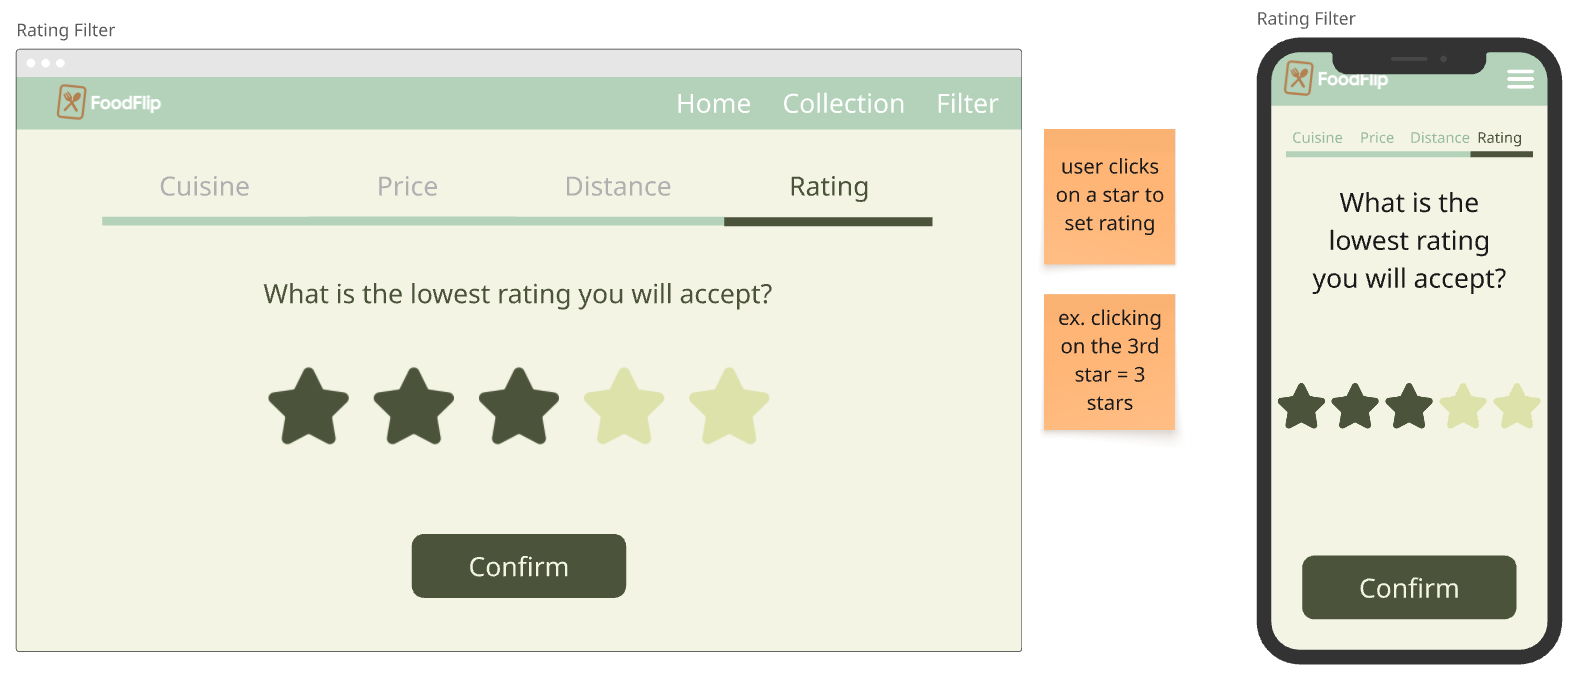 Rating Filter
FoodFlip
Home Collection Filter
Cuisine Price Distance Rating
What is the lowest rating you will accept?
Confirm
user clicks
on a star to
set rating
ex. clicking
on the 3rd
star = 3
stars
Rating Filter
FoodFlip
Cuisine Price Distance Rating
What is the
lowest rating
you will accept?
Confirm